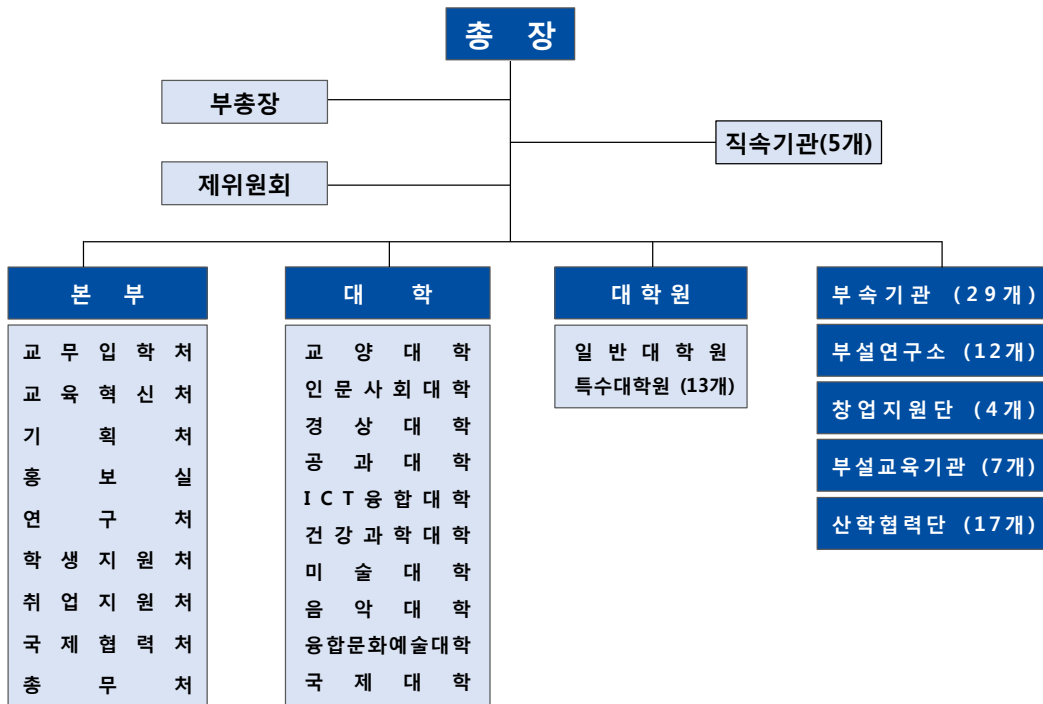 총 장
부총장
직속기관(5개)
제위원회
본 부
교 무 입 학 처
교 육 혁 신 처
기 획 처
홍 보 실
연 구 처
학 생 지 원 처
취 업 지 원 처
국 제 협 력 처
총 무 처
대 학
교 양 대 학
인 문 사 회 대 학
경 상 대 학
공 과 대 학
I C T 융 합 대 학
건 강 과 학 대 학
미 술 대 학
음 악 대 학
융합문화예술대학
국 제 대 학
대 학 원
일 반 대 학 원
특수대학원 (13개)
부속기관 (29개)
부설연구소 (12개)
창업지원단 (4개)
부설교육기관 (7개)
산학협력단 (17개)